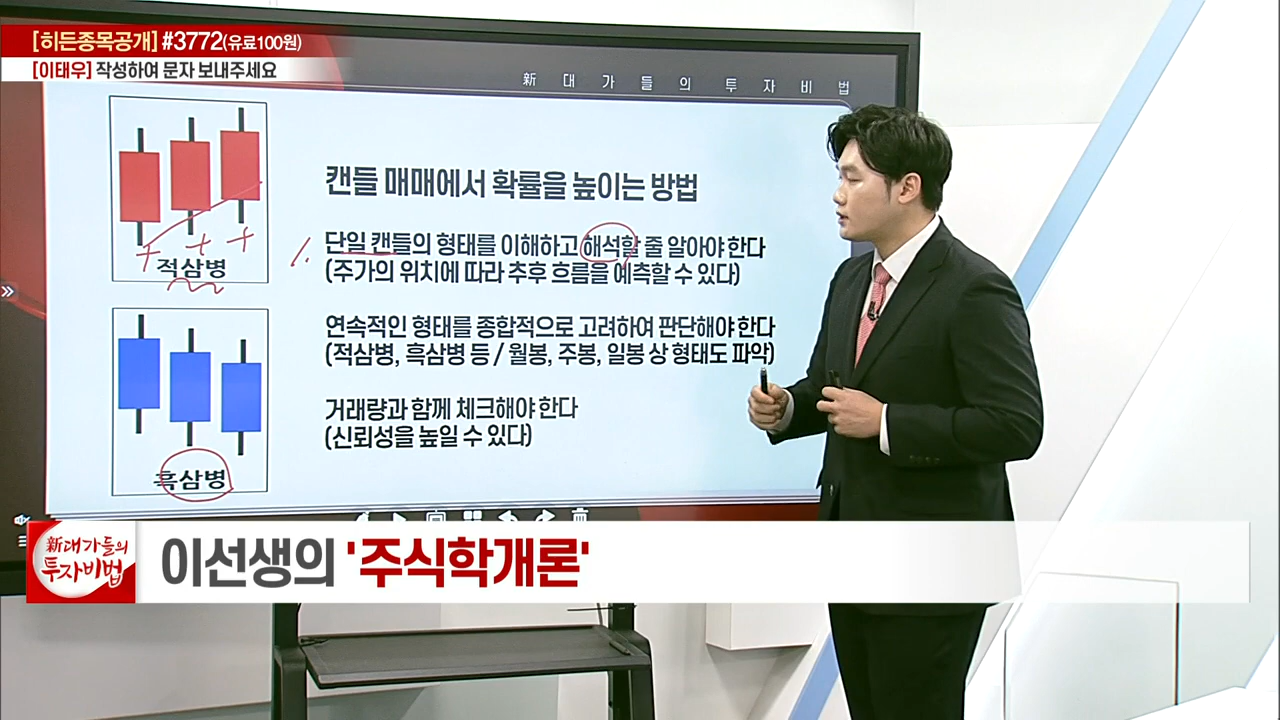 [히든종목공개] #3772(유료100원)
[이태우] 작성하여 문자 보내주세요
新 대 가 들 의 투 자 비 법
적삼병
흑삼병
캔들 매매에서 확률을 높이는 방법
1.
단일 캔들의 형태를 이해하고 해석할 줄 알아야 한다
(주가의 위치에 따라 추후 흐름을 예측할 수 있다)
연속적인 형태를 종합적으로 고려하여 판단해야 한다
(적삼병, 흑삼병 등 / 월봉, 주봉, 일봉 상 형태도 파악)
거래량과 함께 체크해야 한다
(신뢰성을 높일 수 있다)
新대가들의
투자비법
이선생의 '주식학개론'